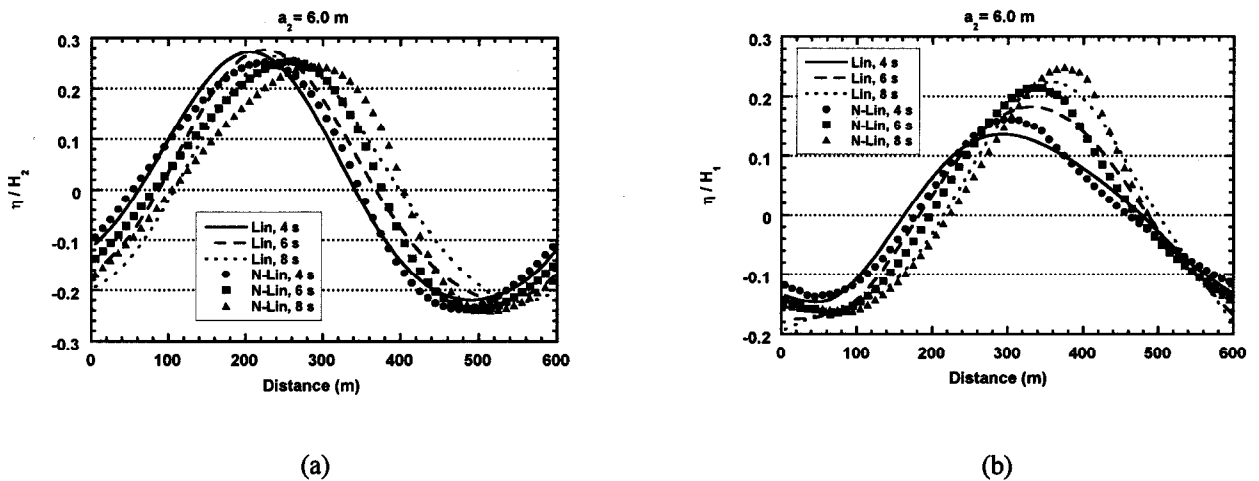 a2= 6.0 m
0.3
0.2
0.1
0
-0.1
-0.2
-0.3
η / H2
Lin, 4 s
Lin, 6 s
Lin, 8 s
N-Lin, 4 s
N-Lin, 6 s
N-Lin, 8 s
0 100 200 300 400 500 600
Distance (m)
(a)
a2= 6.0 m
0.3
0.2
0.1
0
-0.1
-0.2
η / H1
Lin, 4 s
Lin, 6 s
Lin, 8 s
N-Lin, 4 s
N-Lin, 6 s
N-Lin, 8 s
0 100 200 300 400 500 600
Distance (m)
(b)